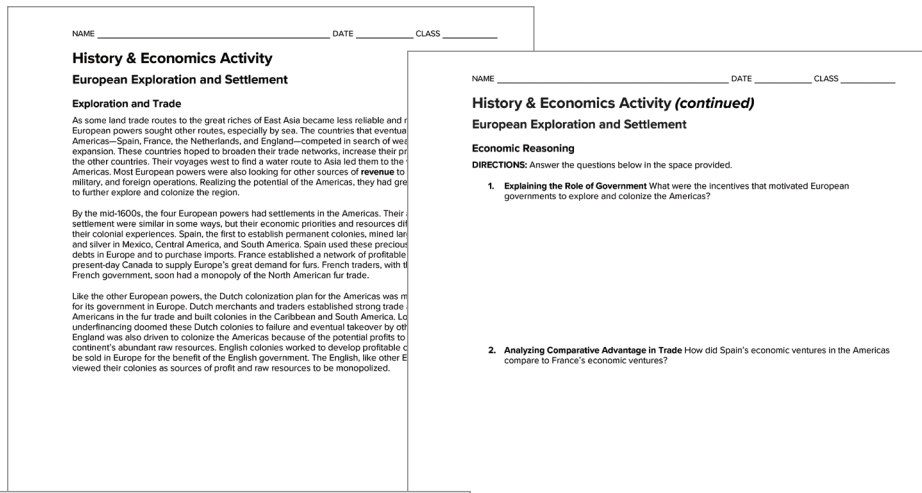 NAME DATE CLASS
History & Economics Activity
European Exploration and Settlement
Exploration and Trade
As some land trade routes to the great riches of East Asia became less reliable and
European powers sought other routes, especially by sea. The countries that
Americas—Spain, France, the Netherlands, and England—competed in search of
expansion. These countries hoped to broaden their trade networks, increase their
the other countries. Their voyages west to find a water route to Asia led them to the
Americas. Most European powers were also looking for other sources of revenue to
military, and foreign operations. Realizing the potential of the Americas, they had
to further explore and colonize the region.
By the mid-1600s, the four European powers had settlements in the Americas. Their
settlement were similar in some ways, but their economic priorities and resources
their colonial experiences. Spain, the first to establish permanent colonies, mined
and silver in Mexico, Central America, and South America. Spain used these precious
debts in Europe and to purchase imports. France established a network of profitable
present-day Canada to supply Europe's great demand for furs. French traders, with
French government, soon had a monopoly of the North American fur trade.
Like the other European powers, the Dutch colonization plan for the Americas was
for its government in Europe. Dutch merchants and traders established strong trade
Americans in the fur trade and built colonies in the Caribbean and South America.
underfinancing doomed these Dutch colonies to failure and eventual takeover by
England was also driven to colonize the Americas because of the potential profits to
continent's abundant raw resources. English colonies worked to develop profitable
be sold in Europe for the benefit of the English government. The English, like other
viewed their colonies as sources of profit and raw resources to be monopolized.
NAME DATE CLASS
History & Economics Activity (continued)
European Exploration and Settlement
Economic Reasoning
DIRECTIONS: Answer the questions below in the space provided.
1. Explaining the Role of Government What were the incentives that motivated European
governments to explore and colonize the Americas?
2. Analyzing Comparative Advantage in Trade How did Spain's economic ventures in the Americas
compare to France's economic ventures?